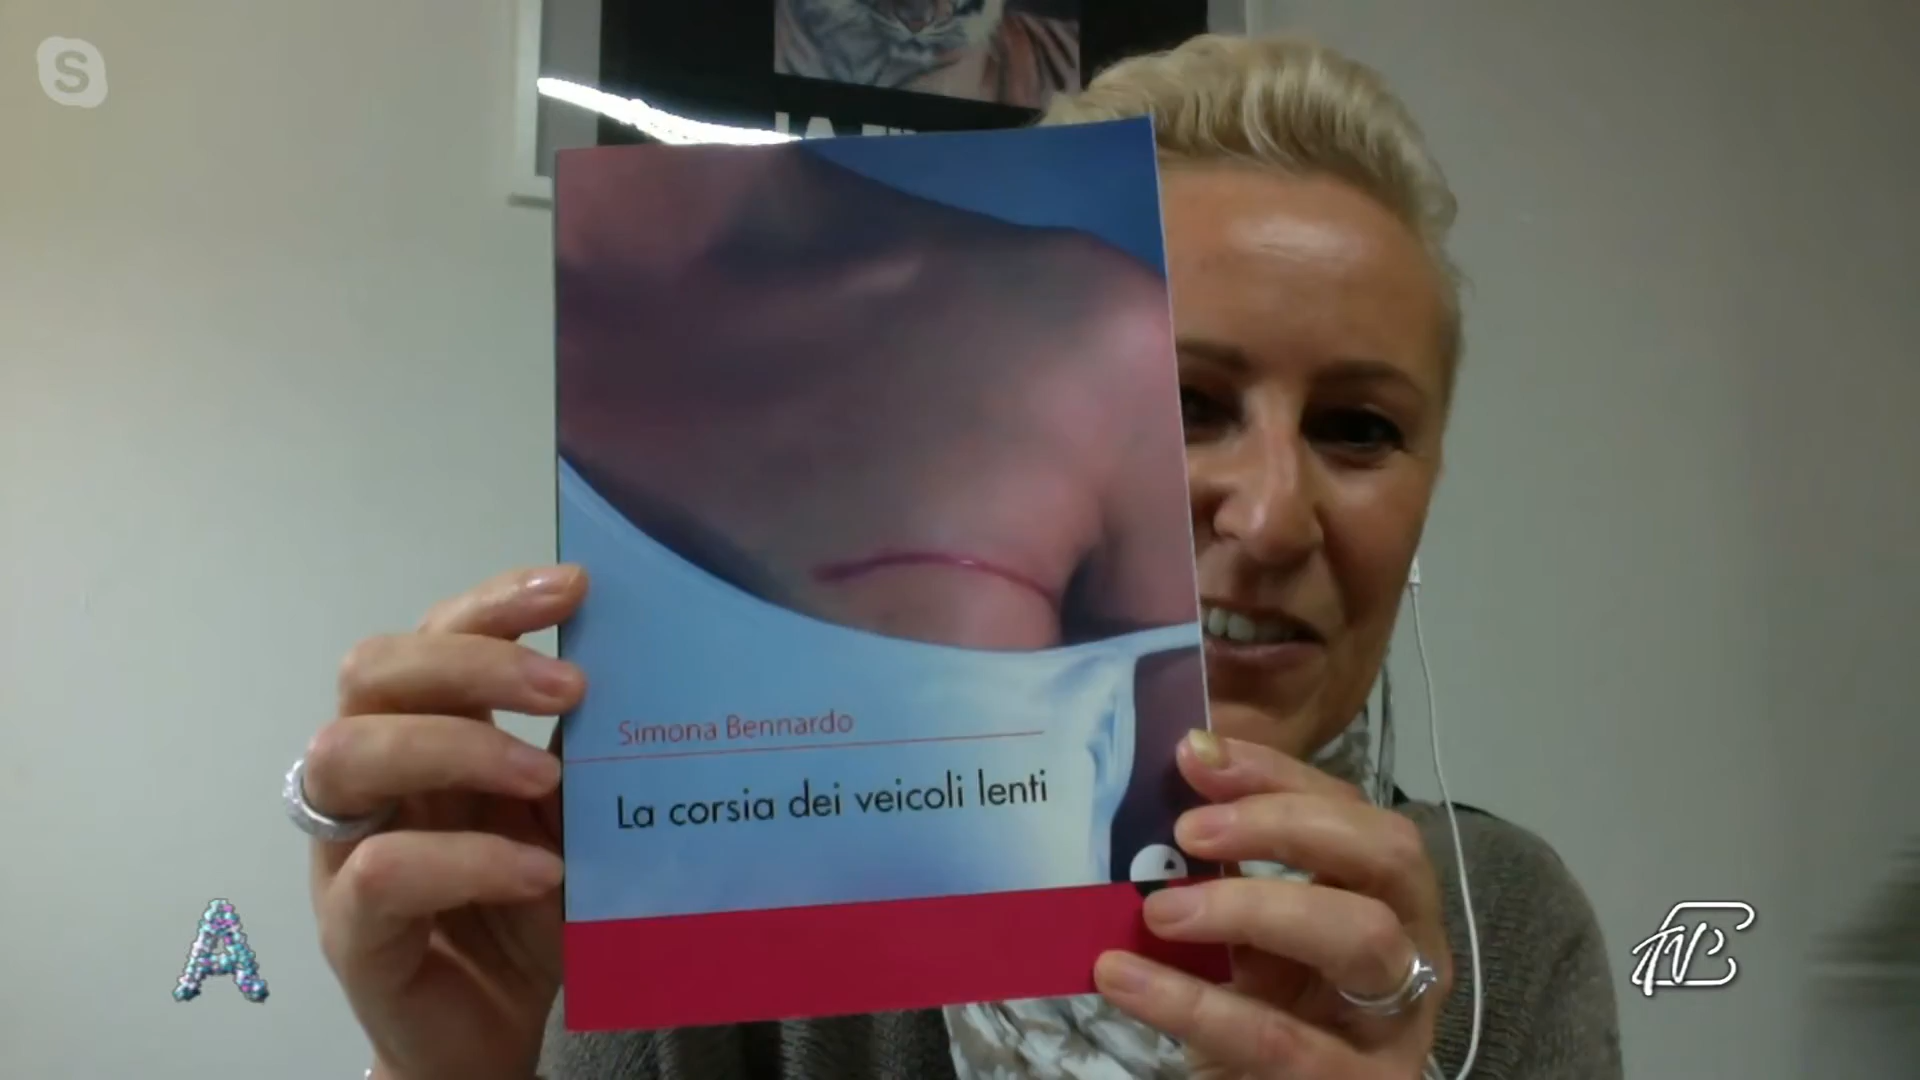 S
Simona Bennardo
La corsia dei veicoli lenti
e
A